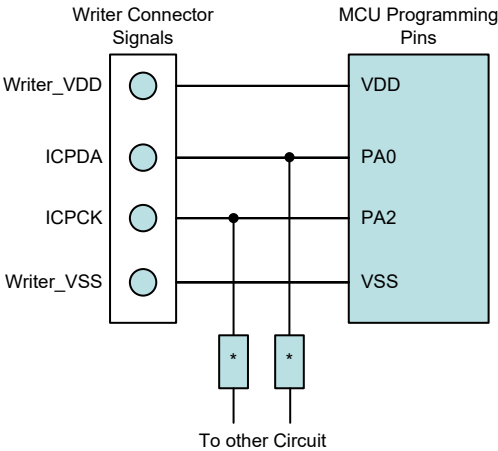 Writer Connector
Signals
MCU Programming
Pins
Writer_VDD
VDD
ICPDA
PA0
ICPCK
PA2
Writer_VSS
VSS
*
*
To other Circuit